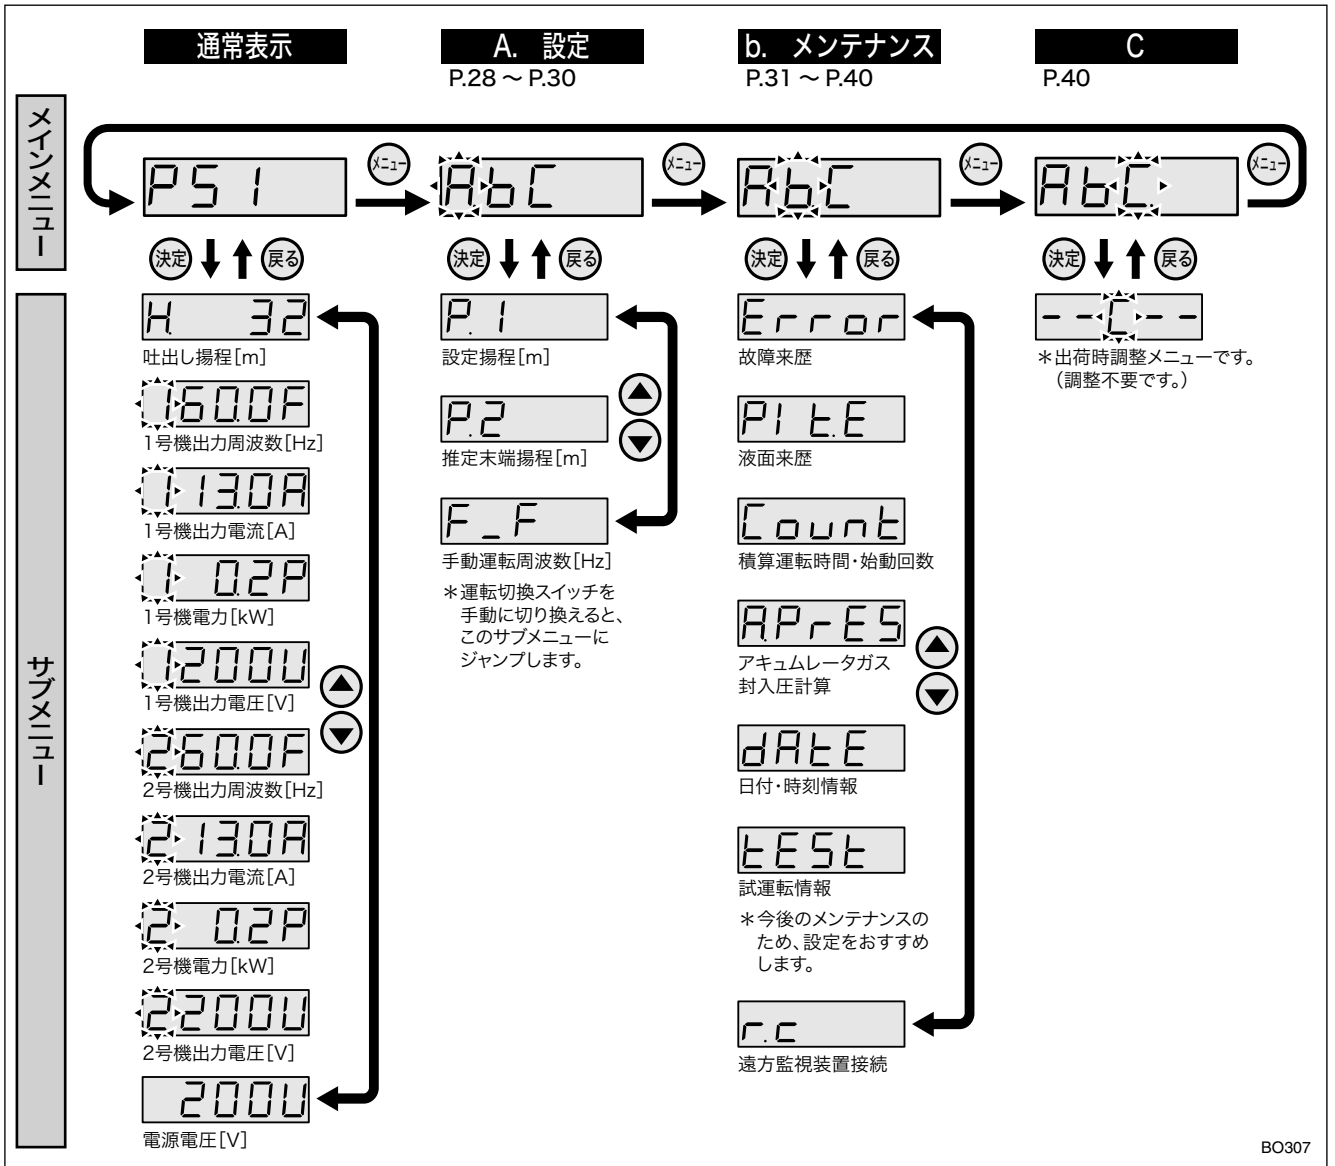 通常表示
A. 設定
P.28 ～ P.30
b. メンテナンス
P.31 ～ P.40
C
P.40
メインメニュー
PS1
メニュー
AbC
メニュー
AbC
メニュー
AbC.
メニュー
決定
戻る
決定
戻る
決定
戻る
決定
戻る
サブメニュー
H. 32
吐出し揚程[m]
160.0F
1号機出力周波数[Hz]
1 13.0A
1号機出力電流[A]
1 0.2P
1号機電力[kW]
1200U
1号機出力電圧[V]
260.0F
2号機出力周波数[Hz]
2 13.0A
2号機出力電流[A]
2 0.2P
2号機電力[kW]
2200U
2号機出力電圧[V]
200U
電源電圧[V]
P. 1
設定揚程[m]
P.2
推定末端揚程[m]
F_F
手動運転周波数[Hz]
＊運転切換スイッチを
手動に切り換えると、
このサブメニューに
ジャンプします。
Error
故障来歴
PI t.E
液面来歴
Count
積算運転時間・始動回数
A.PrES
アキュムレータガス
封入圧計算
dAtE
日付・時刻情報
tESt
試運転情報
＊今後のメンテナンスの
ため、設定をおすすめ
します。
r.c
遠方監視装置接続
--C--
＊出荷時調整メニューです。
（調整不要です。）
BO307